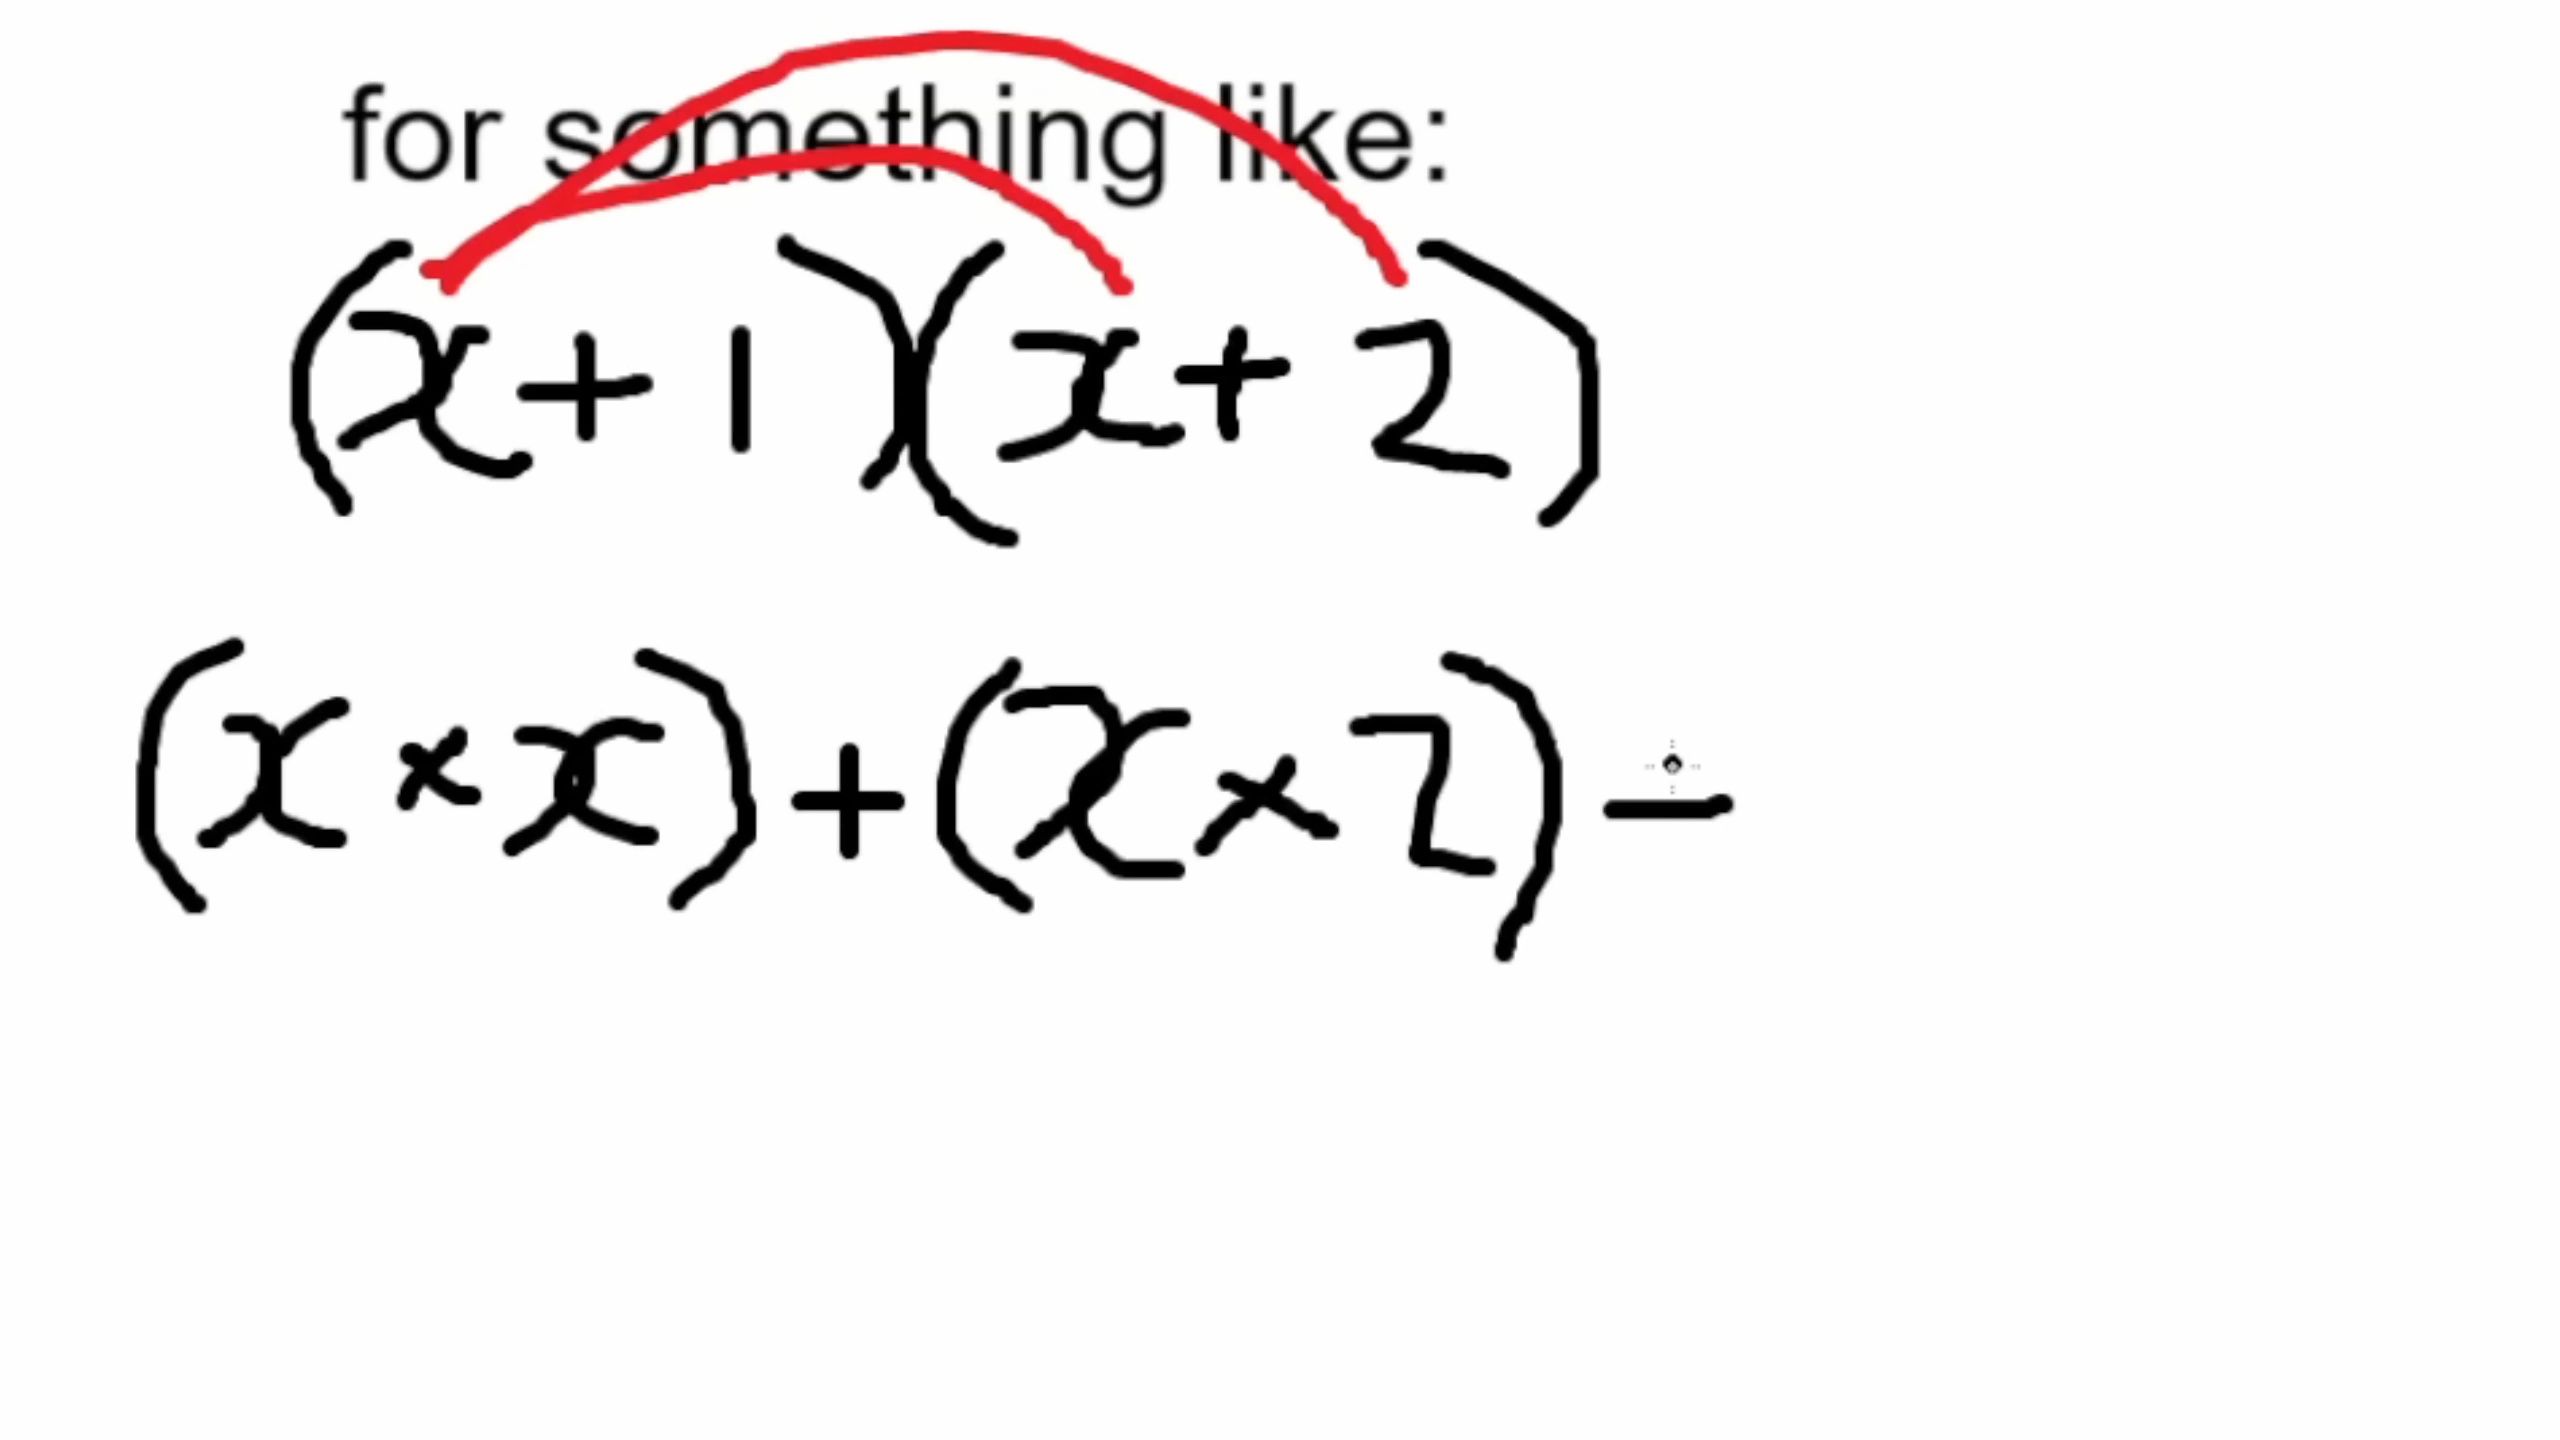 for something like:
(x+1)(x+2)
(x×x)+(x×2)−